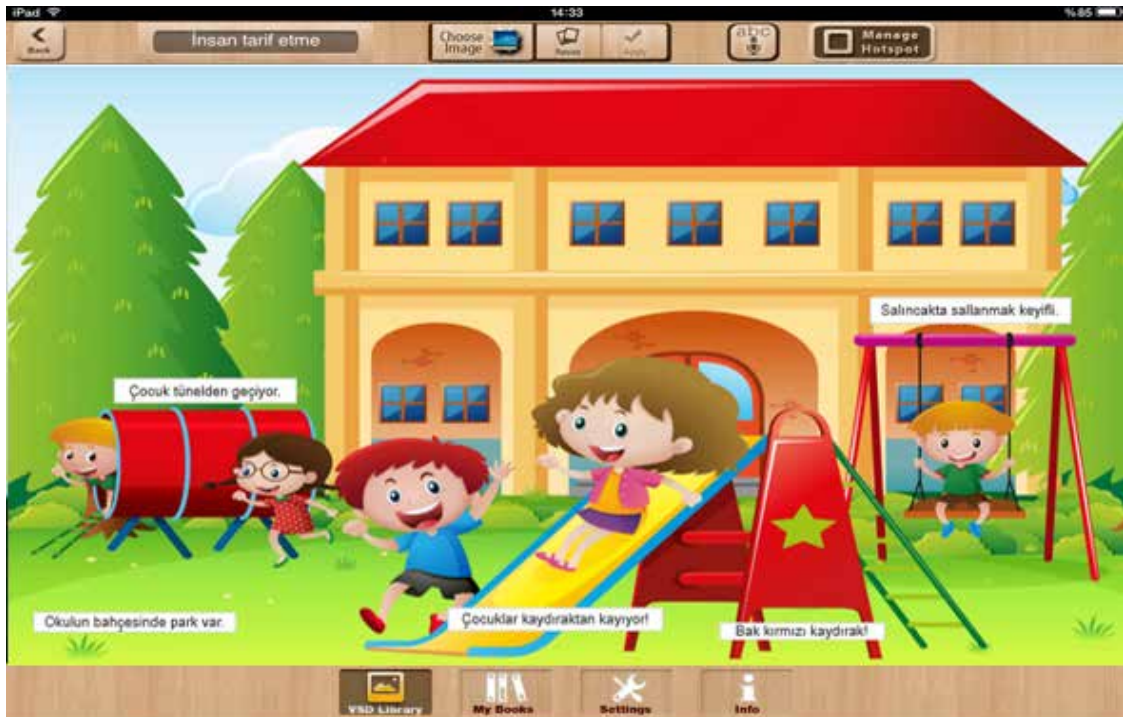 iPad
14:33
%85
Back
İnsan tarif etme
Choose
Image
Resize
Apply
abc
Manage
Hotspot
Salıncakta sallanmak keyifli.
Çocuk tünelden geçiyor.
Okulun bahçesinde park var.
Çocuklar kaydıraktan kayıyor!
Bak kırmızı kaydırak!
VSD Library
My Books
Settings
Info